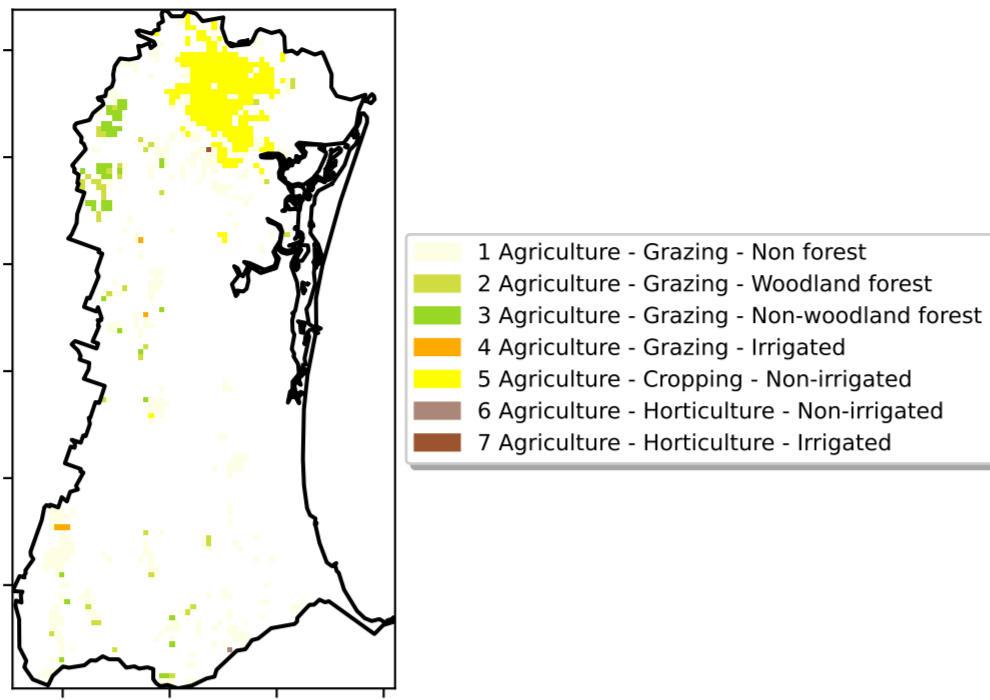 1 Agriculture - Grazing - Non forest
2 Agriculture - Grazing - Woodland forest
3 Agriculture - Grazing - Non-woodland forest
4 Agriculture - Grazing - Irrigated
5 Agriculture - Cropping - Non-irrigated
6 Agriculture - Horticulture - Non-irrigated
7 Agriculture - Horticulture - Irrigated